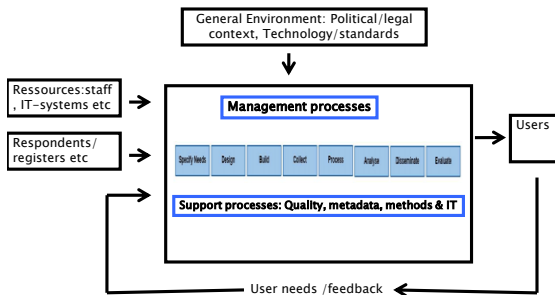 General Environment: Political/legal
context, Technology/standards
Ressources:staff
, IT-systems etc
Management processes
Users
Respondents/
registers etc
Specify Needs
Design
Build
Collect
Process
Analyse
Disseminate
Evaluate
Support processes: Quality, metadata, methods & IT
User needs /feedback